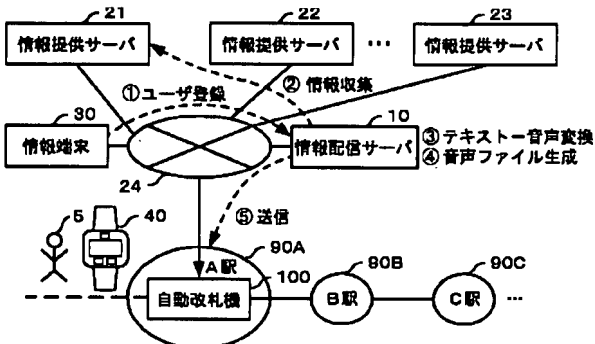 21
22
23
情報提供サーバ
情報提供サーバ
…
情報提供サーバ
①ユーザ登録
②情報収集
30
10
情報端末
情報配信サーバ
③テキスト－音声変換
④音声ファイル生成
24
⑤送信
5
40
90A
90B
90C
A駅
100
自動改札機
B駅
C駅
…